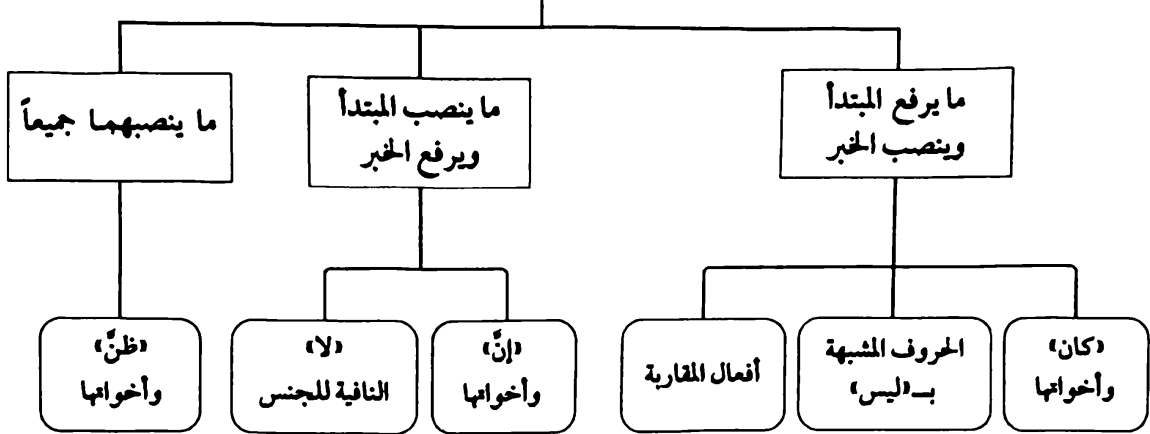 ما يرفع المبتدأ
وينصب الخبر
ما ينصب المبتدأ
ويرفع الخبر
ما ينصبهما جميعاً
«كان»
وأخواتها
الحروف المشبهة
بـ«ليس»
أفعال المقاربة
«إنَّ»
وأخواتها
«لا»
النافية للجنس
«ظنَّ»
وأخواتها